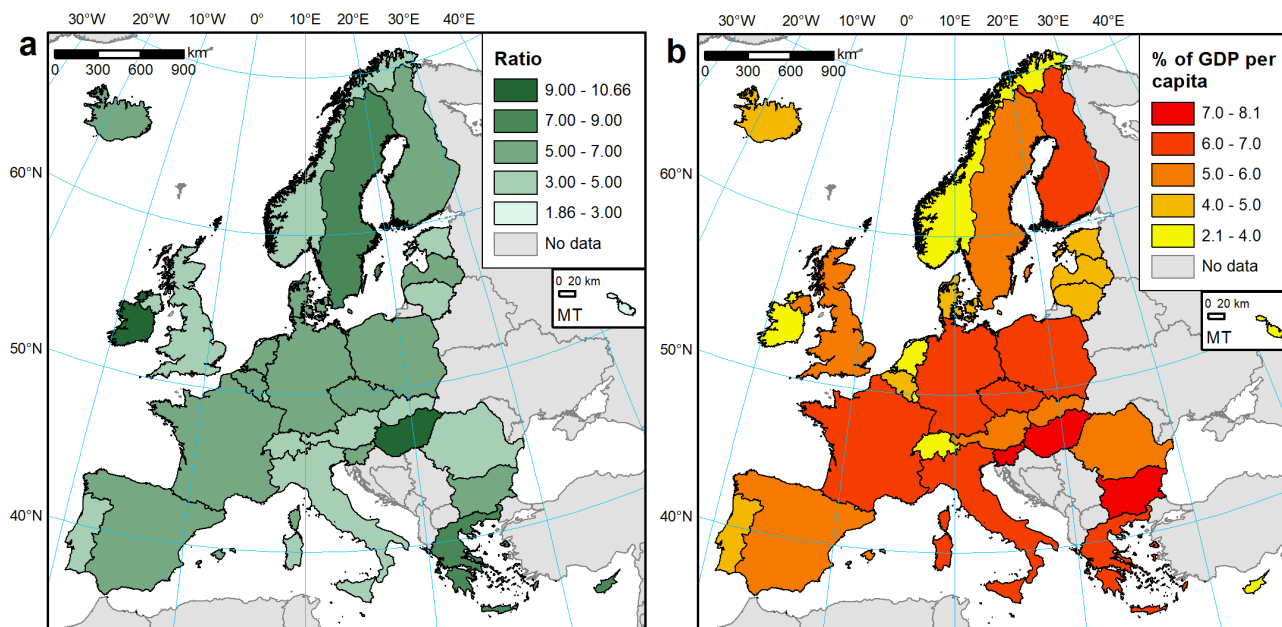 30°W 20°W 10°W 0° 10°E 20°E 30°E 40°E
a
km
0 300 600 900
60°N
50°N
40°N
Ratio
9.00 - 10.66
7.00 - 9.00
5.00 - 7.00
3.00 - 5.00
1.86 - 3.00
No data
0 20 km
MT
30°W 20°W 10°W 0° 10°E 20°E 30°E 40°E
b
km
0 300 600 900
60°N
50°N
40°N
% of GDP per
capita
7.0 - 8.1
6.0 - 7.0
5.0 - 6.0
4.0 - 5.0
2.1 - 4.0
No data
0 20 km
MT